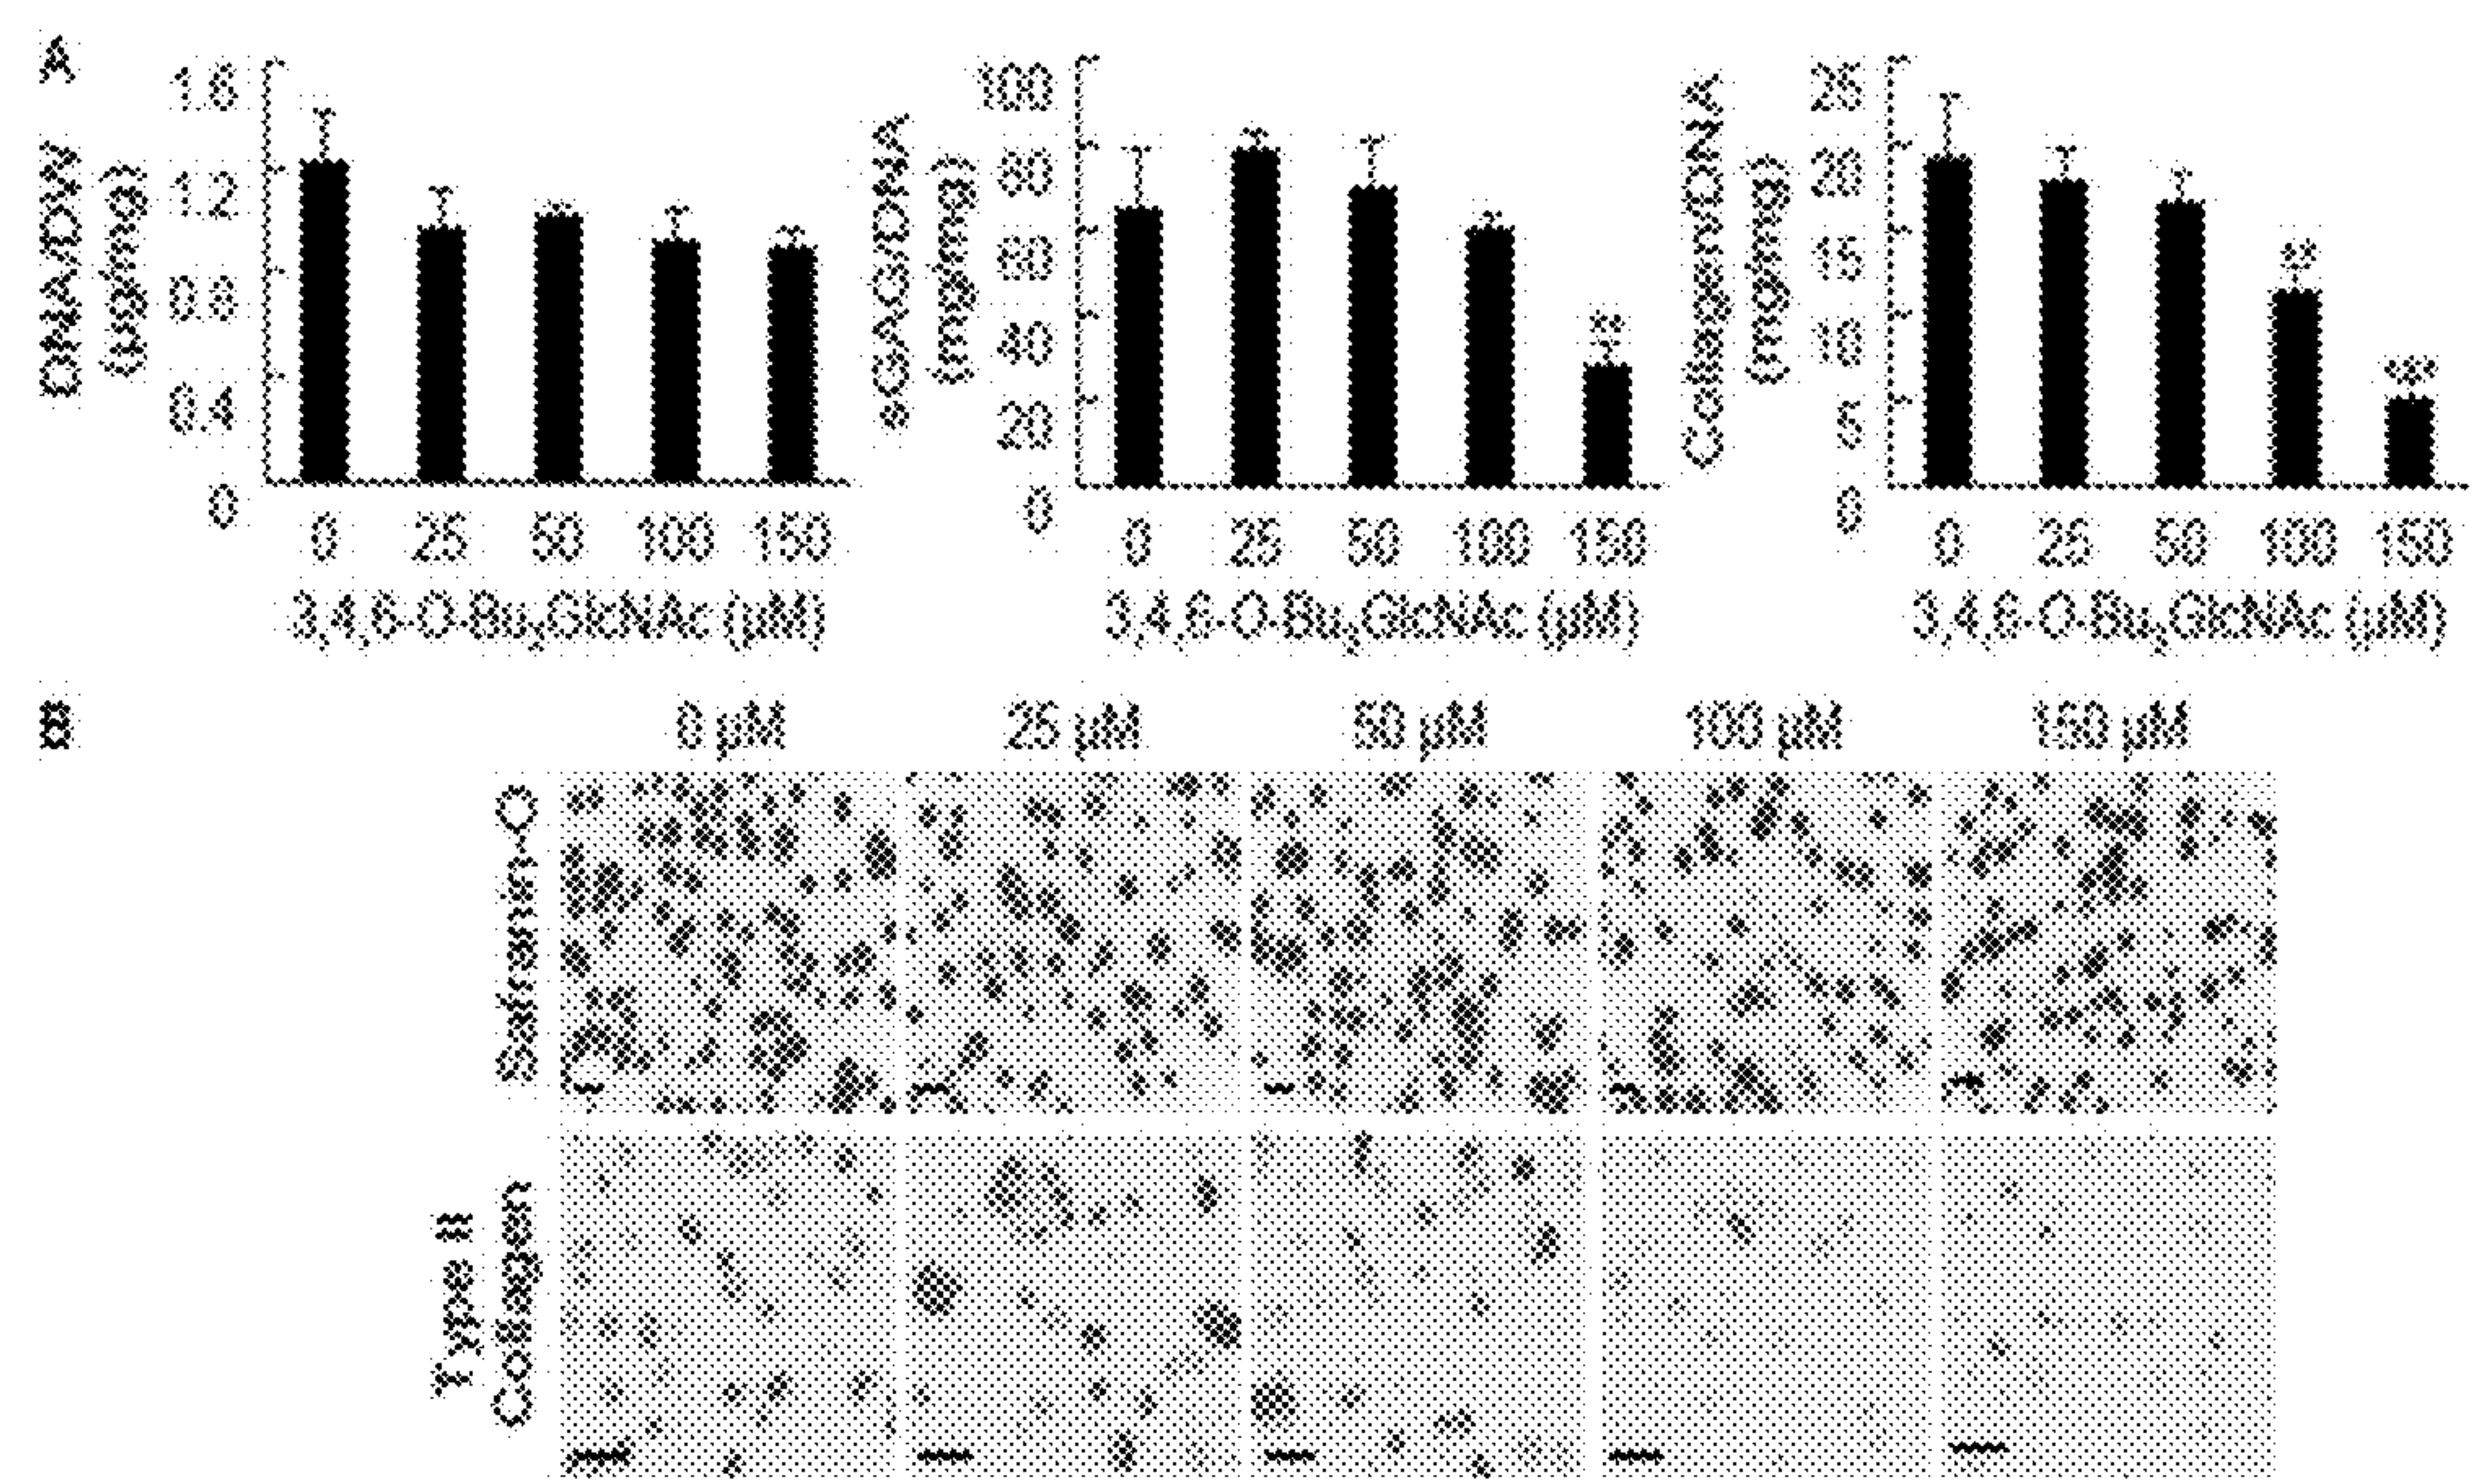 A
DNA/DW
(µg/mg)
1.6
1.2
0.8
0.4
0
0 25 50 100 150
3,4,6-O-Bu₃GlcNAc (µM)
sGAG/DNA
(mg/mg)
100
80
60
40
20
0
0 25 50 100 150
3,4,6-O-Bu₃GlcNAc (µM)
Collagen/DNA
(mg/mg)
25
20
15
10
5
0
0 25 50 100 150
3,4,6-O-Bu₃GlcNAc (µM)
B
0 µM 25 µM 50 µM 100 µM 150 µM
Safranin-O
Type II
Collagen